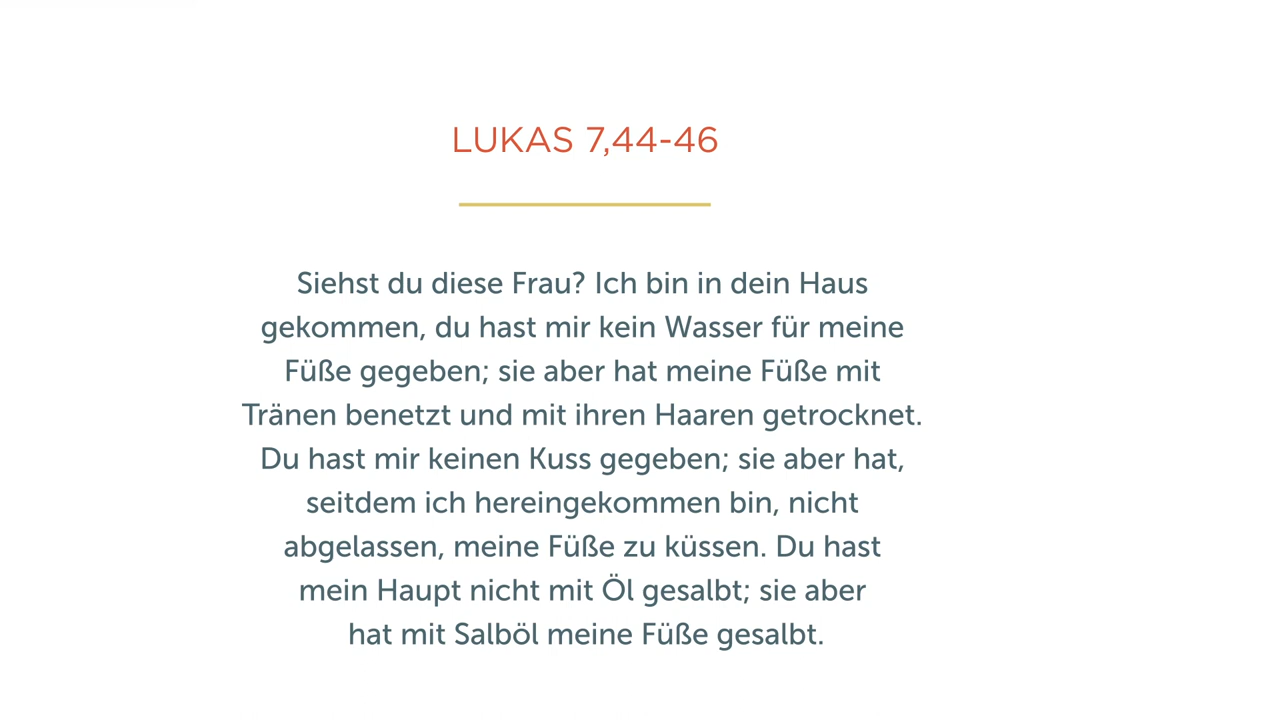 LUKAS 7,44-46
Siehst du diese Frau? Ich bin in dein Haus
gekommen, du hast mir kein Wasser für meine
Füße gegeben; sie aber hat meine Füße mit
Tränen benetzt und mit ihren Haaren getrocknet.
Du hast mir keinen Kuss gegeben; sie aber hat,
seitdem ich hereingekommen bin, nicht
abgelassen, meine Füße zu küssen. Du hast
mein Haupt nicht mit Öl gesalbt; sie aber
hat mit Salböl meine Füße gesalbt.